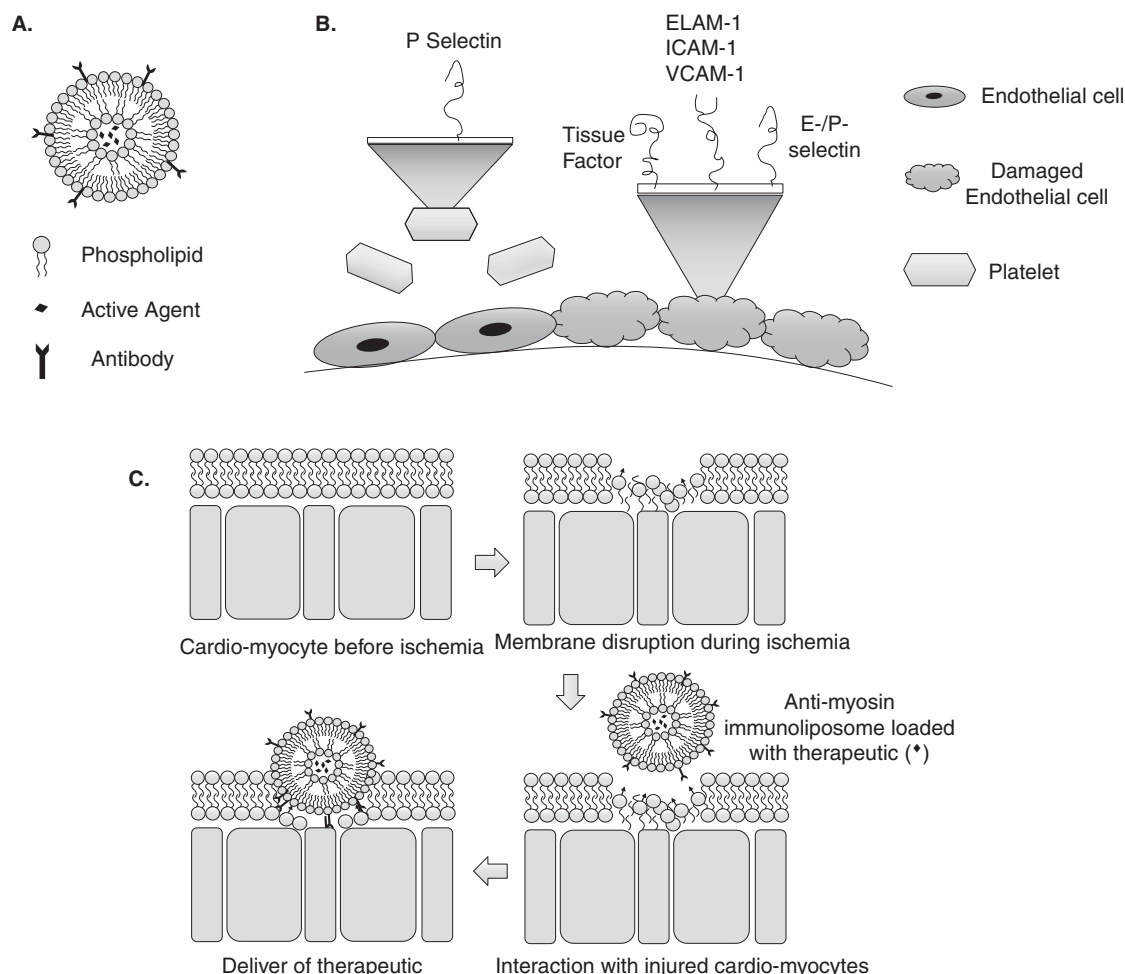 A.
Phospholipid
Active Agent
Antibody
B.
P Selectin
ELAM-1
ICAM-1
VCAM-1
Tissue
Factor
E-/P-
selectin
Endothelial cell
Damaged
Endothelial cell
Platelet
C.
Cardio-myocyte before ischemia
Membrane disruption during ischemia
Anti-myosin
immunoliposome loaded
with therapeutic (♦)
Interaction with injured cardio-myocytes
Deliver of therapeutic